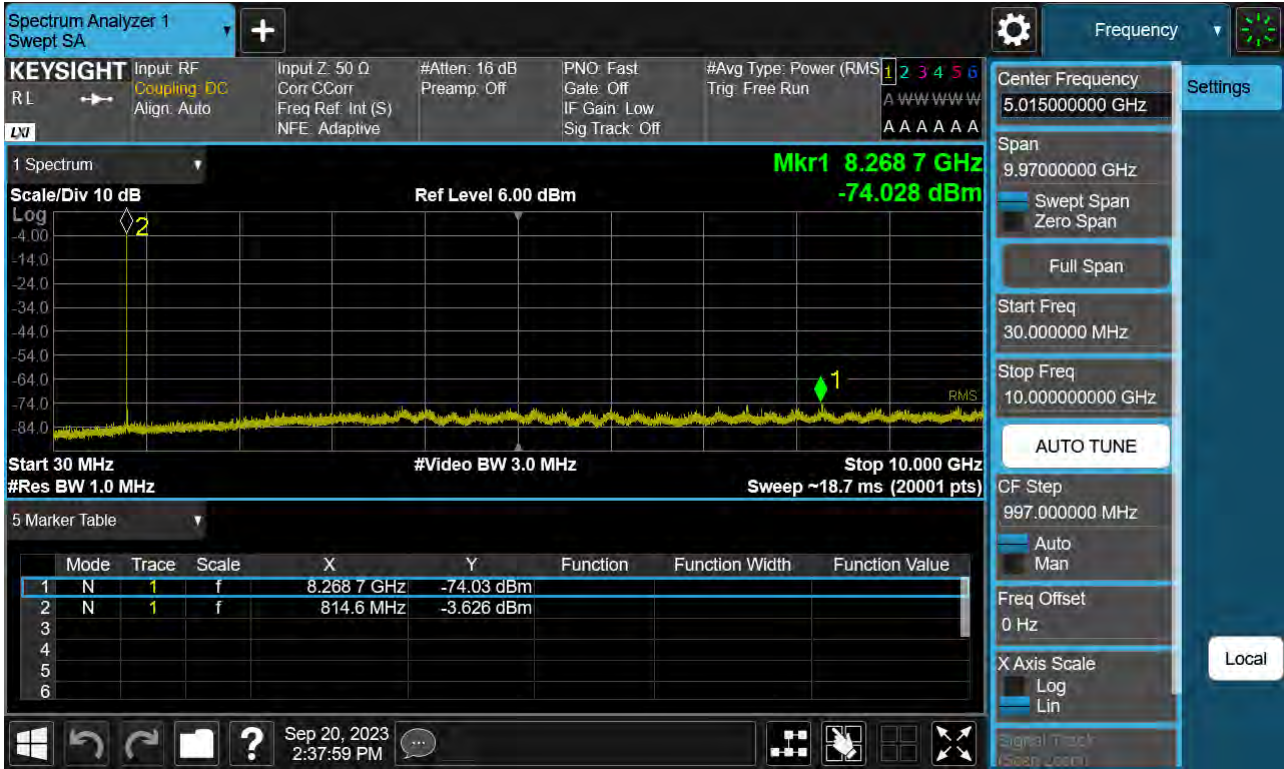 Spectrum Analyzer 1
Swept SA
+
Frequency
KEYSIGHT
RL
LXI
Input: RF
Coupling: DC
Align: Auto
Input Z: 50 Ω
Corr CCorr
Freq Ref: Int (S)
NFE: Adaptive
#Atten: 16 dB
Preamp: Off
PNO: Fast
Gate: Off
IF Gain: Low
Sig Track: Off
#Avg Type: Power (RMS
Trig: Free Run
1 2 3 4 5 6
A W W W W W
A A A A A A
1 Spectrum
Mkr1 8.268 7 GHz
Scale/Div 10 dB
Ref Level 6.00 dBm
-74.028 dBm
Log
2
-4.00
-14.0
-24.0
-34.0
-44.0
-54.0
-64.0
1
-74.0
RMS
-84.0
Start 30 MHz
#Video BW 3.0 MHz
Stop 10.000 GHz
#Res BW 1.0 MHz
Sweep ~18.7 ms (20001 pts)
5 Marker Table
Mode Trace Scale X Y Function Function Width Function Value
1 N 1 f 8.268 7 GHz -74.03 dBm
2 N 1 f 814.6 MHz -3.626 dBm
3
4
5
6
Center Frequency
5.015000000 GHz
Settings
Span
9.97000000 GHz
Swept Span
Zero Span
Full Span
Start Freq
30.000000 MHz
Stop Freq
10.000000000 GHz
AUTO TUNE
CF Step
997.000000 MHz
Auto
Man
Freq Offset
0 Hz
X Axis Scale
Log
Lin
Local
Signal Track
(Span Zoom)
?
Sep 20, 2023
2:37:59 PM